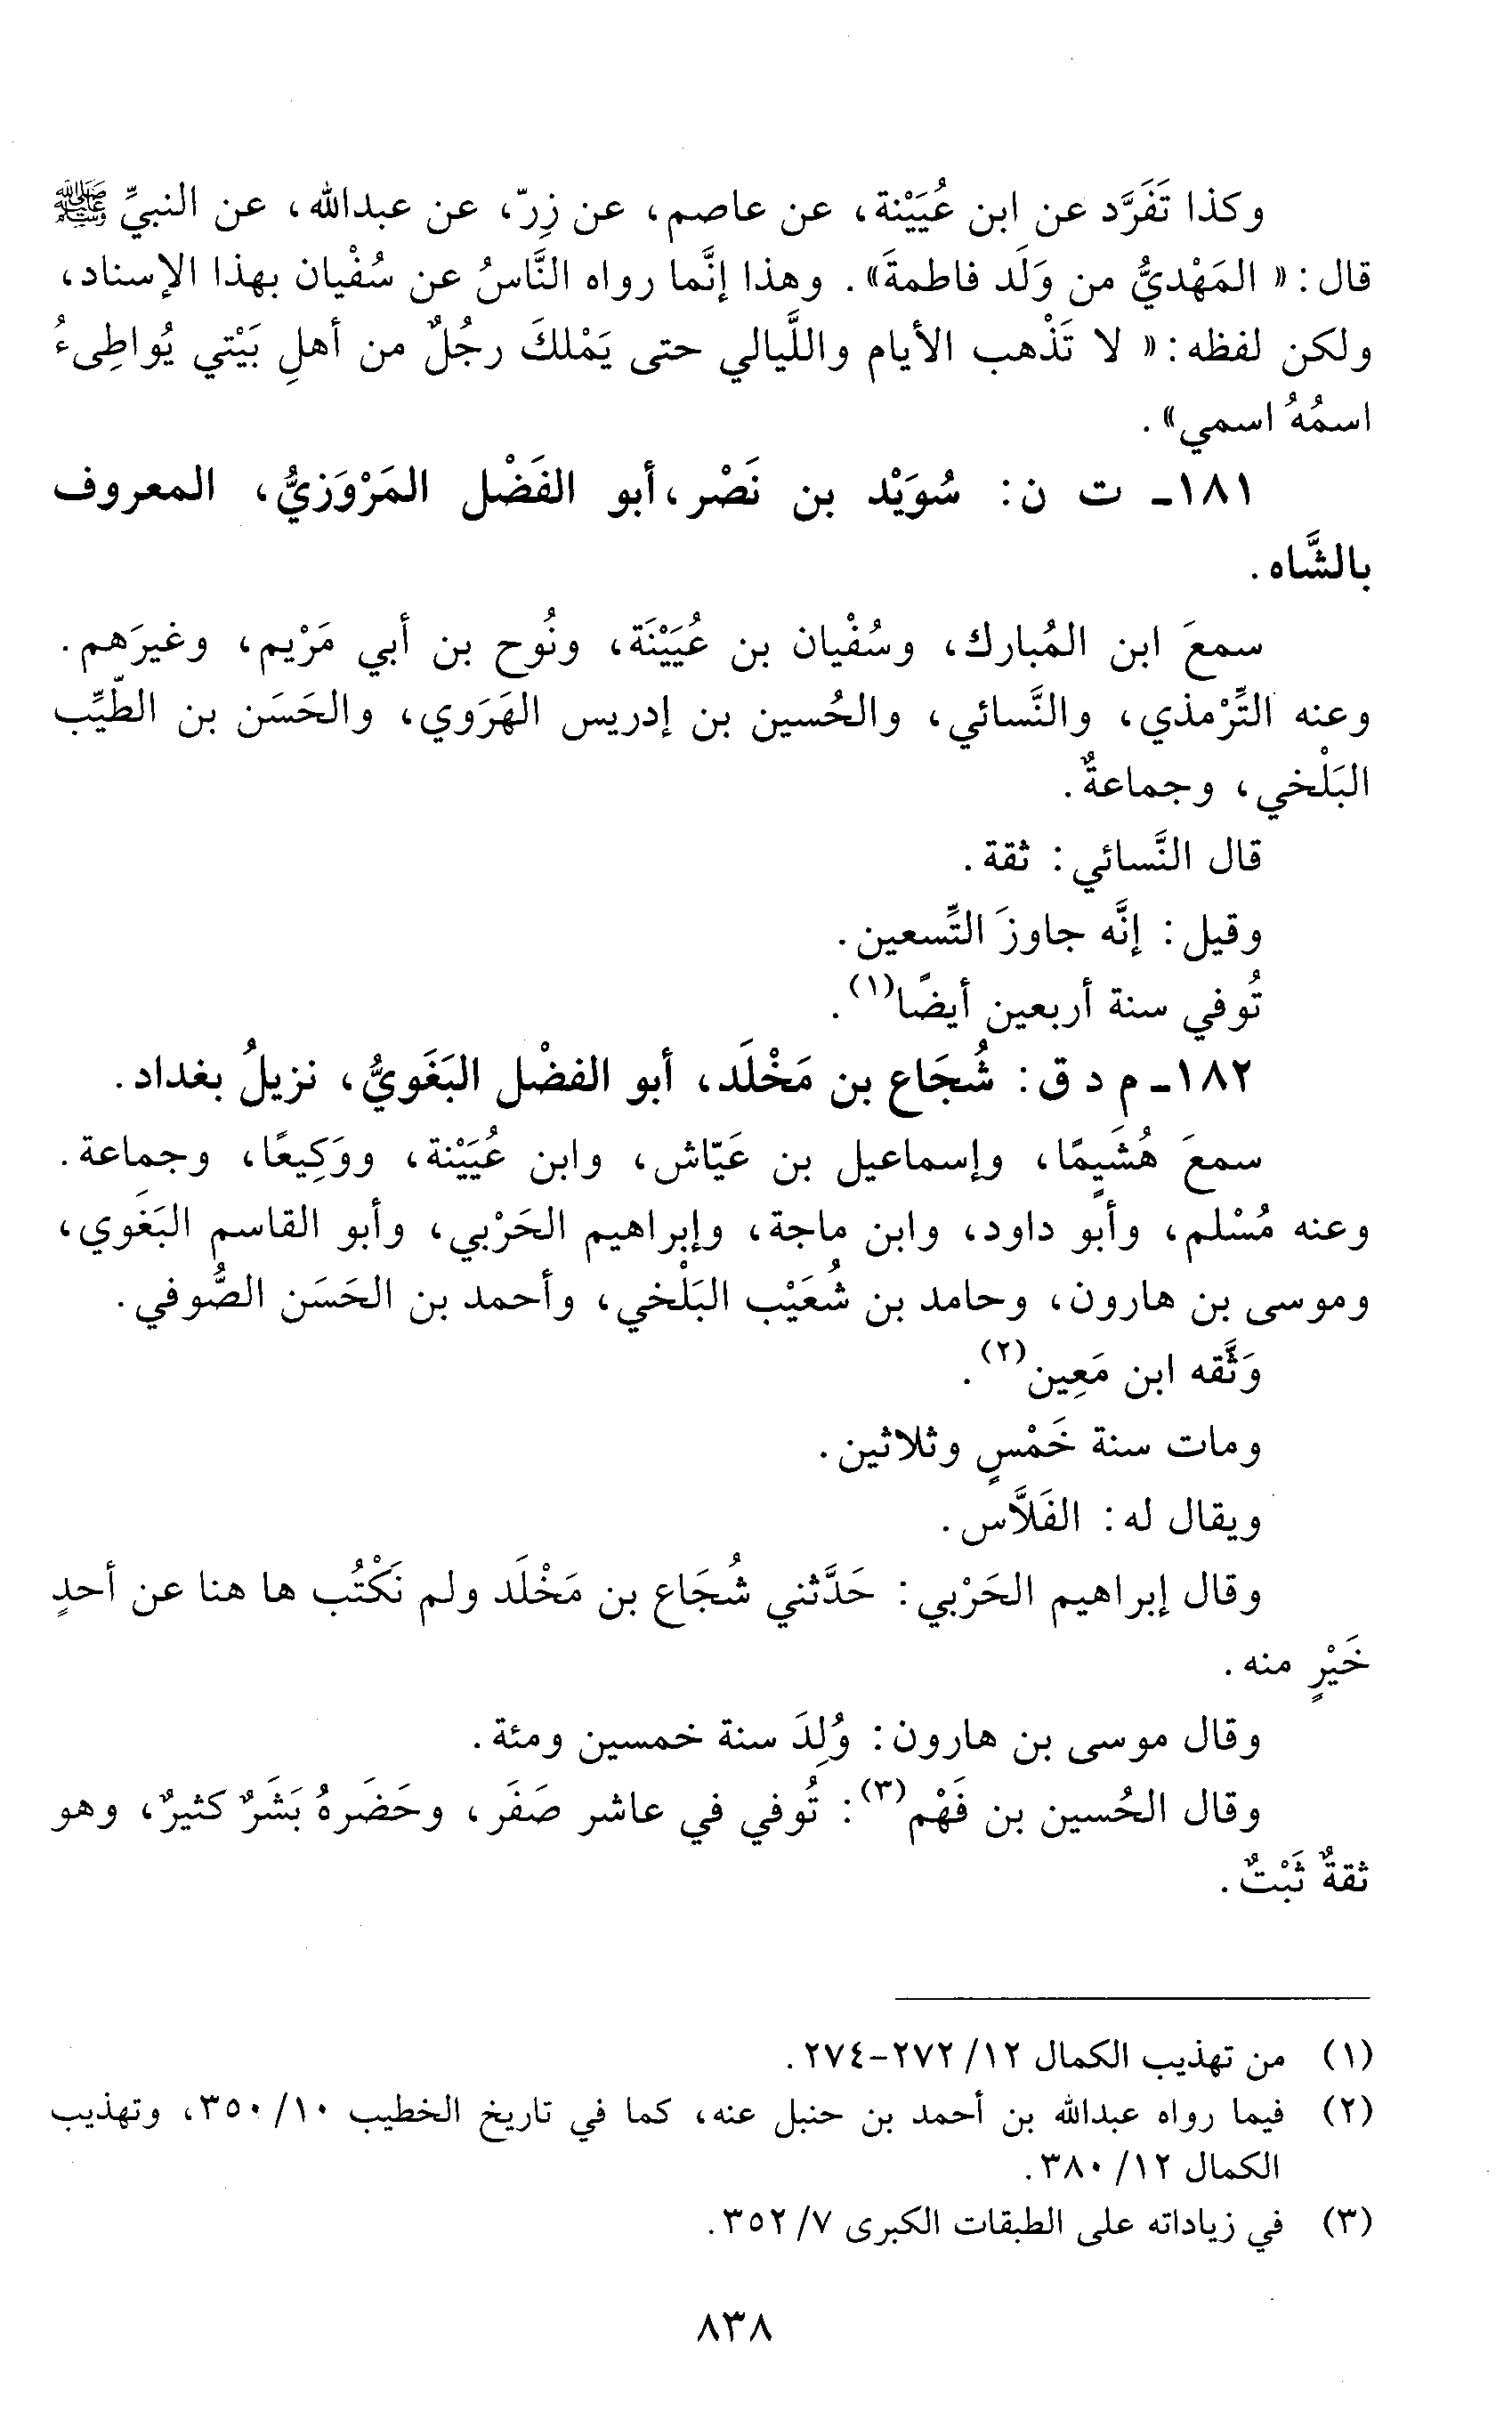 وكذا تَفَرَّد عن ابن عُيَيْنة، عن عاصم، عن زِرّ، عن عبدالله، عن النبيِّ ﷺ
قال: «المَهْديُّ من وَلَد فاطمةَ». وهذا إنَّما رواه النَّاسُ عن سُفْيان بهذا الإسناد،
ولكن لفظه: «لا تَذْهب الأيام واللَّيالي حتى يَمْلكَ رجُلٌ من أهلِ بَيْتي يُواطِىءُ
اسمُهُ اسمي».
١٨١ـ ت ن: سُوَيْد بن نَصْر، أبو الفَضْل المَرْوَزيُّ، المعروف
بالشَّاه.
سمعَ ابن المُبارك، وسُفْيان بن عُيَيْنَة، ونُوح بن أبي مَرْيم، وغيرَهم.
وعنه التِّرْمذي، والنَّسائي، والحُسين بن إدريس الهَرَوي، والحَسَن بن الطَّيِّب
البَلْخي، وجماعةٌ.
قال النَّسائي: ثقة.
وقيل: إنَّه جاوزَ التِّسعين.
تُوفي سنة أربعين أيضًا(١).
١٨٢ـ م د ق: شُجَاع بن مَخْلَد، أبو الفضْل البَغَويُّ، نزيلُ بغداد.
سمعَ هُشَيمًا، وإسماعيل بن عَيّاش، وابن عُيَيْنة، ووَكِيعًا، وجماعة.
وعنه مُسْلم، وأبو داود، وابن ماجة، وإبراهيم الحَرْبي، وأبو القاسم البَغَوي،
وموسى بن هارون، وحامد بن شُعَيْب البَلْخي، وأحمد بن الحَسَن الصُّوفي.
وَثَّقه ابن مَعِين(٢).
ومات سنة خَمْسٍ وثلاثين.
ويقال له: الفَلاَّس.
وقال إبراهيم الحَرْبي: حَدَّثني شُجَاع بن مَخْلَد ولم نَكْتُب ها هنا عن أحدٍ
خَيْرٍ منه.
وقال موسى بن هارون: وُلِدَ سنة خمسين ومئة.
وقال الحُسين بن فَهْم(٣): تُوفي في عاشر صَفَر، وحَضَرهُ بَشَرٌ كثيرٌ، وهو
ثقةٌ ثَبْتٌ.
(١) من تهذيب الكمال ١٢/ ٢٧٢-٢٧٤.
(٢) فيما رواه عبدالله بن أحمد بن حنبل عنه، كما في تاريخ الخطيب ١٠/ ٣٥٠، وتهذيب
الكمال ١٢/ ٣٨٠.
(٣) في زياداته على الطبقات الكبرى ٧/ ٣٥٢.
٨٣٨